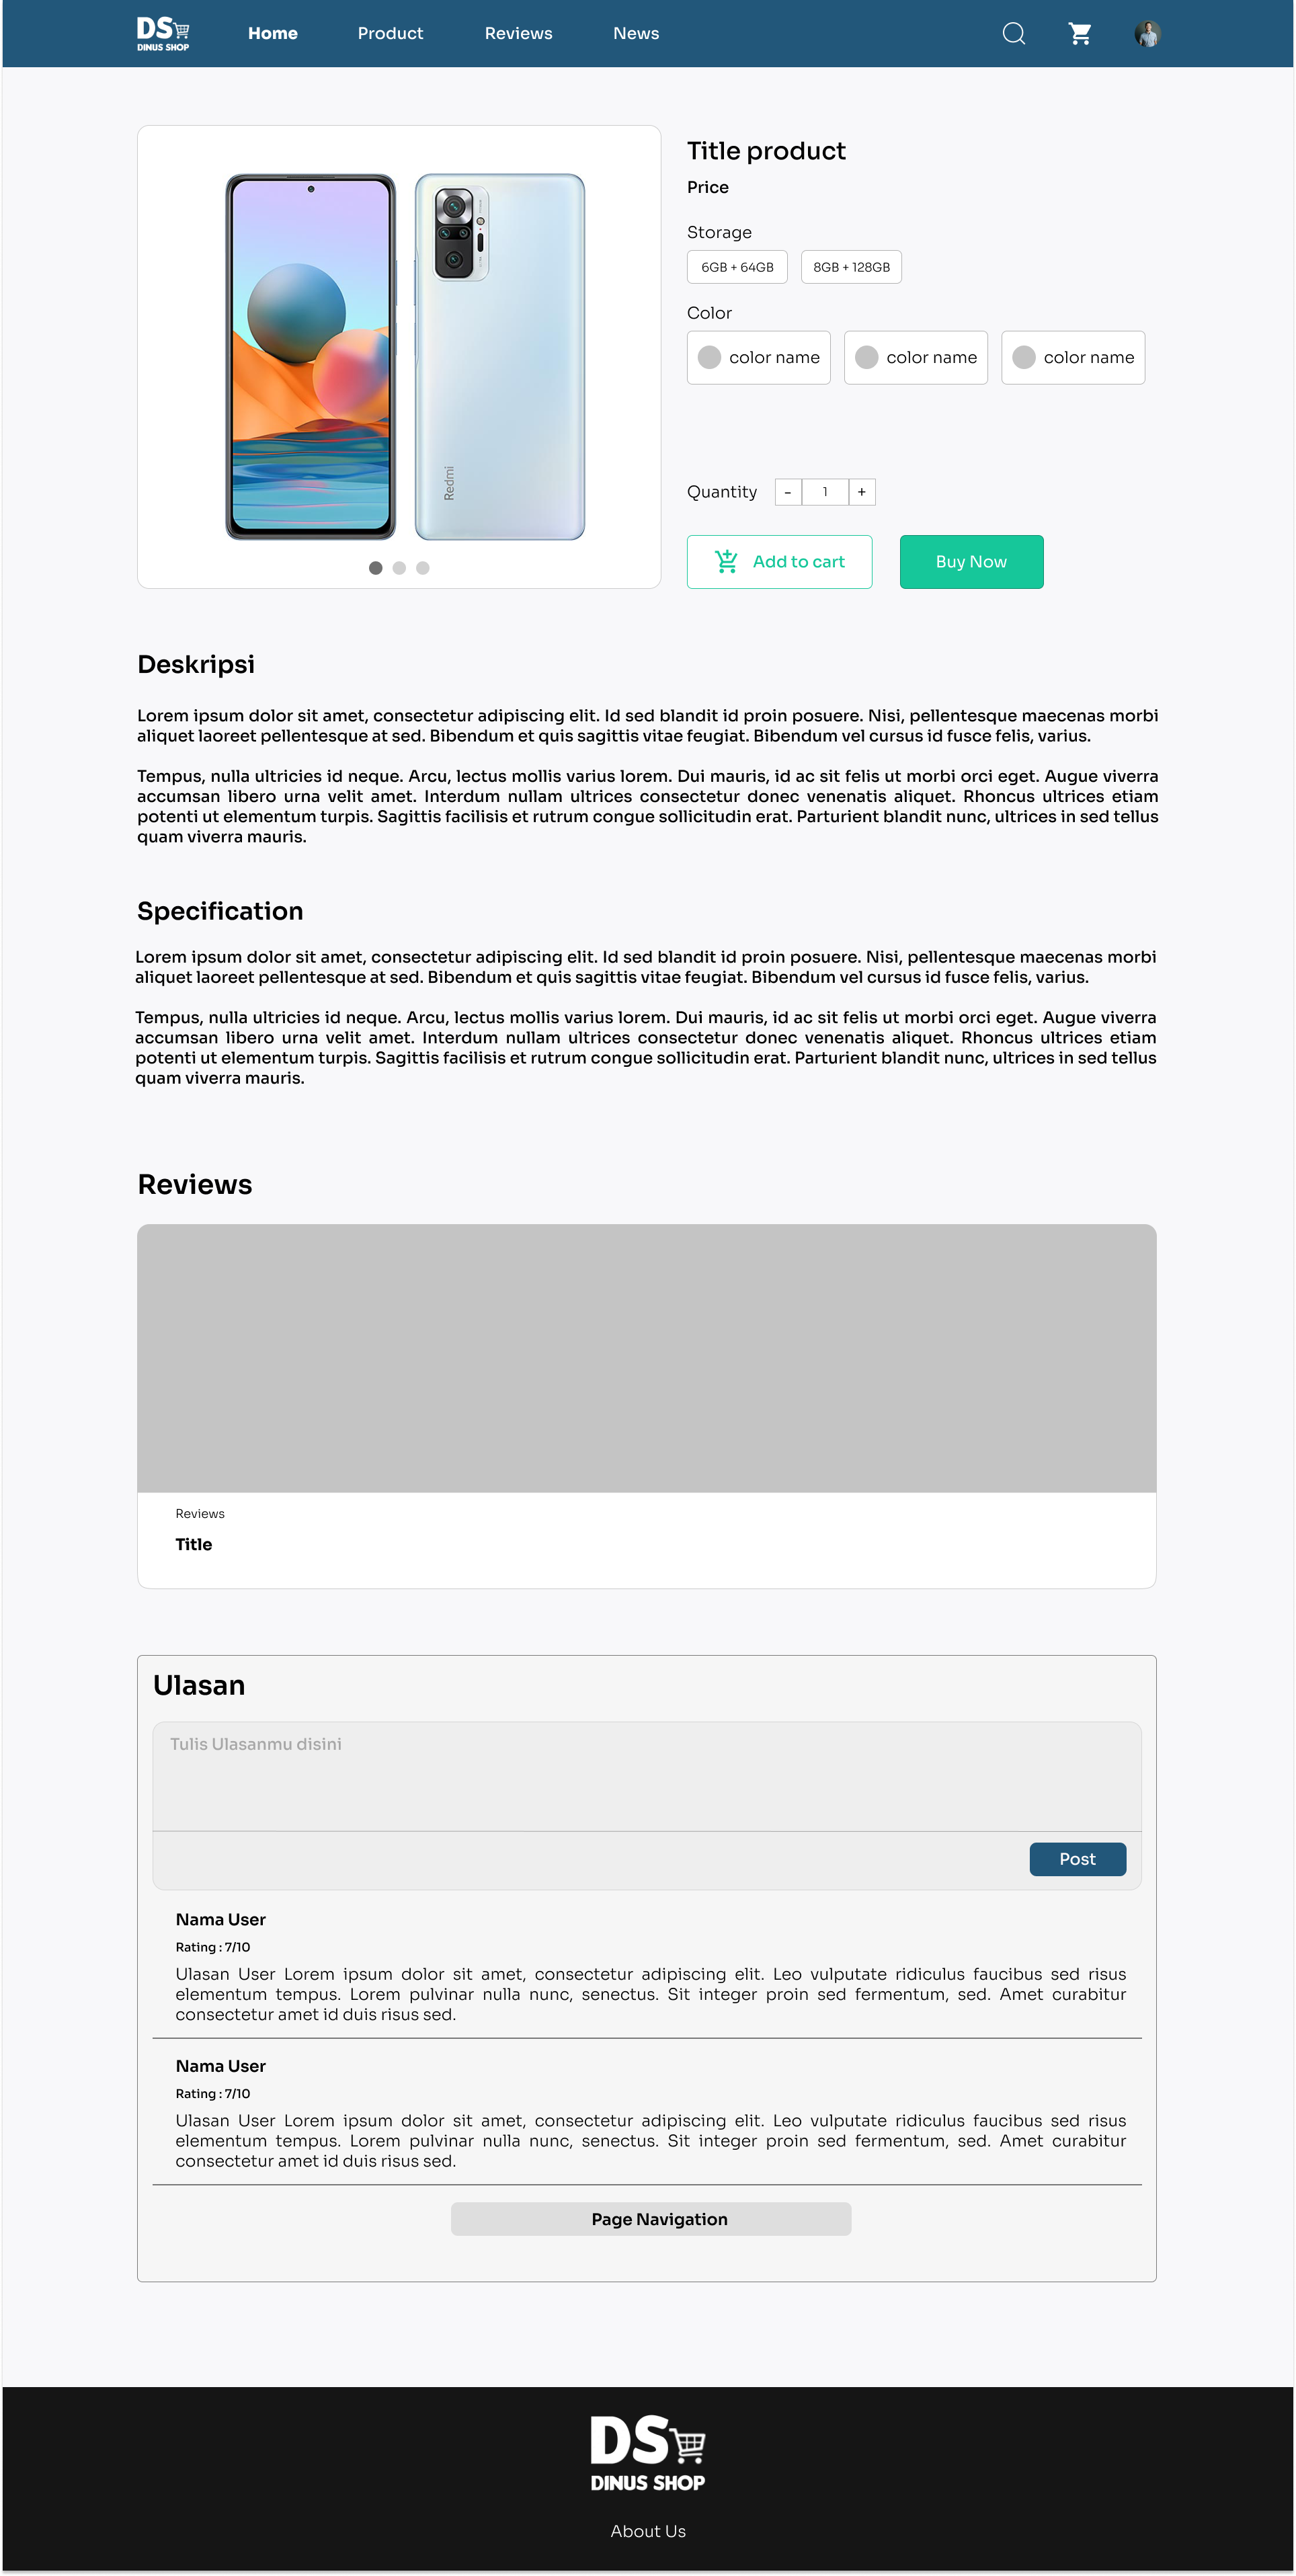 DS
DINUS SHOP
Home
Product
Reviews
News
Redmi
Title product
Price
Storage
6GB + 64GB
8GB + 128GB
Color
color name
color name
color name
Quantity
-
1
+
Add to cart
Buy Now
Deskripsi
Lorem ipsum dolor sit amet, consectetur adipiscing elit. Id sed blandit id proin posuere. Nisi, pellentesque maecenas morbi
aliquet laoreet pellentesque at sed. Bibendum et quis sagittis vitae feugiat. Bibendum vel cursus id fusce felis, varius.
Tempus, nulla ultricies id neque. Arcu, lectus mollis varius lorem. Dui mauris, id ac sit felis ut morbi orci eget. Augue viverra
accumsan libero urna velit amet. Interdum nullam ultrices consectetur donec venenatis aliquet. Rhoncus ultrices etiam
potenti ut elementum turpis. Sagittis facilisis et rutrum congue sollicitudin erat. Parturient blandit nunc, ultrices in sed tellus
quam viverra mauris.
Specification
Lorem ipsum dolor sit amet, consectetur adipiscing elit. Id sed blandit id proin posuere. Nisi, pellentesque maecenas morbi
aliquet laoreet pellentesque at sed. Bibendum et quis sagittis vitae feugiat. Bibendum vel cursus id fusce felis, varius.
Tempus, nulla ultricies id neque. Arcu, lectus mollis varius lorem. Dui mauris, id ac sit felis ut morbi orci eget. Augue viverra
accumsan libero urna velit amet. Interdum nullam ultrices consectetur donec venenatis aliquet. Rhoncus ultrices etiam
potenti ut elementum turpis. Sagittis facilisis et rutrum congue sollicitudin erat. Parturient blandit nunc, ultrices in sed tellus
quam viverra mauris.
Reviews
Reviews
Title
Ulasan
Tulis Ulasanmu disini
Post
Nama User
Rating : 7/10
Ulasan User Lorem ipsum dolor sit amet, consectetur adipiscing elit. Leo vulputate ridiculus faucibus sed risus
elementum tempus. Lorem pulvinar nulla nunc, senectus. Sit integer proin sed fermentum, sed. Amet curabitur
consectetur amet id duis risus sed.
Nama User
Rating : 7/10
Ulasan User Lorem ipsum dolor sit amet, consectetur adipiscing elit. Leo vulputate ridiculus faucibus sed risus
elementum tempus. Lorem pulvinar nulla nunc, senectus. Sit integer proin sed fermentum, sed. Amet curabitur
consectetur amet id duis risus sed.
Page Navigation
DS
DINUS SHOP
About Us